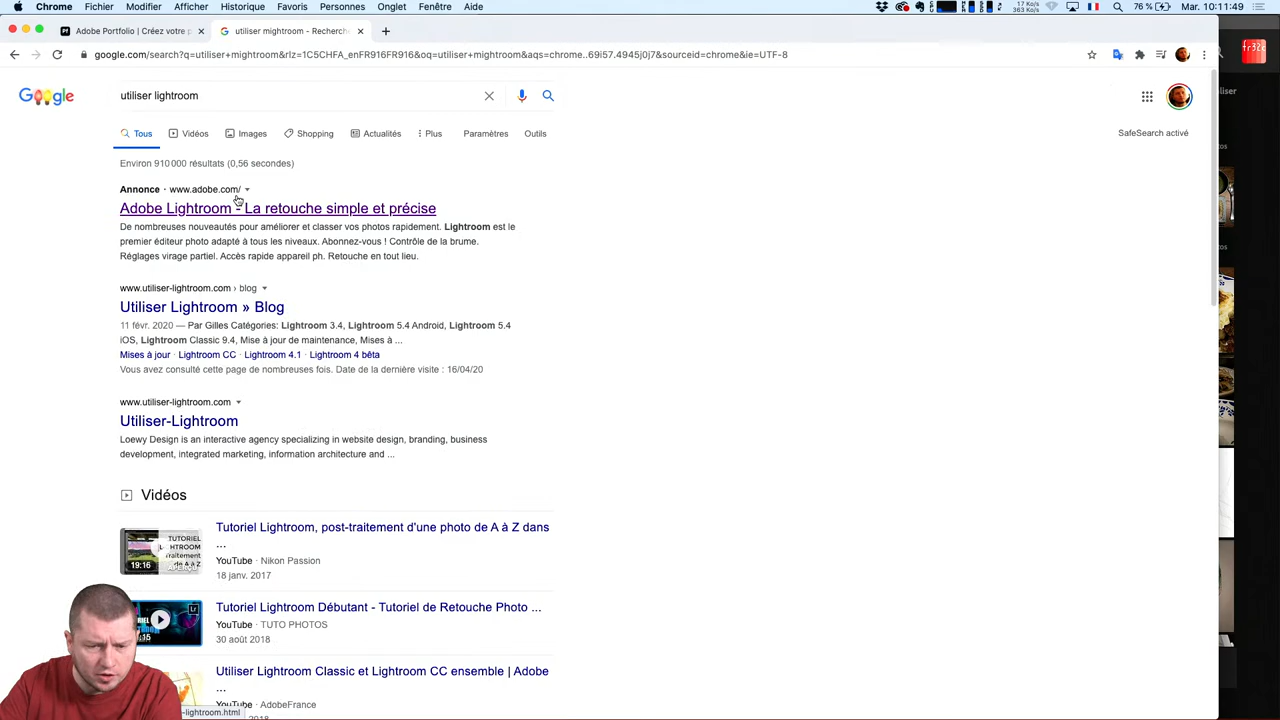 Chrome Fichier Modifier Afficher Historique Favoris Personnes Onglet Fenêtre Aide 17 KB/s 363 Ko/s 76 % Mar. 10:11:49
Adobe Portfolio | Créez votre p × utiliser mightroom - Recherch × +
google.com/search?q=utiliser+mightroom&rlz=1C5CHFA_enFR916FR916&oq=utiliser+mightroom&aqs=chrome..69i57.4945j0j7&sourceid=chrome&ie=UTF-8
fr32c
Google utiliser lightroom
Tous Vidéos Images Shopping Actualités Plus Paramètres Outils SafeSearch activé
Environ 910 000 résultats (0,56 secondes)
Annonce · www.adobe.com/
Adobe Lightroom - La retouche simple et précise
De nombreuses nouveautés pour améliorer et classer vos photos rapidement. Lightroom est le
premier éditeur photo adapté à tous les niveaux. Abonnez-vous ! Contrôle de la brume.
Réglages virage partiel. Accès rapide appareil ph. Retouche en tout lieu.
www.utiliser-lightroom.com › blog
Utiliser Lightroom » Blog
11 févr. 2020 — Par Gilles Catégories: Lightroom 3.4, Lightroom 5.4 Android, Lightroom 5.4
iOS, Lightroom Classic 9.4, Mise à jour de maintenance, Mises à ...
Mises à jour · Lightroom CC · Lightroom 4.1 · Lightroom 4 bêta
Vous avez consulté cette page de nombreuses fois. Date de la dernière visite : 16/04/20
www.utiliser-lightroom.com
Utiliser-Lightroom
Loewy Design is an interactive agency specializing in website design, branding, business
development, integrated marketing, information architecture and ...
Vidéos
Tutoriel Lightroom, post-traitement d'une photo de A à Z dans
...
YouTube · Nikon Passion
18 janv. 2017
TUTORIEL
19:16
Tutoriel Lightroom Débutant - Tutoriel de Retouche Photo ...
YouTube · TUTO PHOTOS
30 août 2018
Utiliser Lightroom Classic et Lightroom CC ensemble | Adobe
...
YouTube · AdobeFrance
-lightroom.html